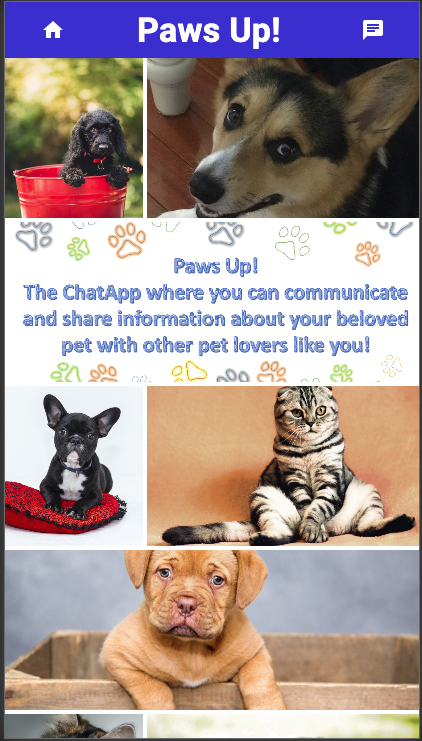 Paws Up!
Paws Up!
The ChatApp where you can communicate
and share information about your beloved
pet with other pet lovers like you!